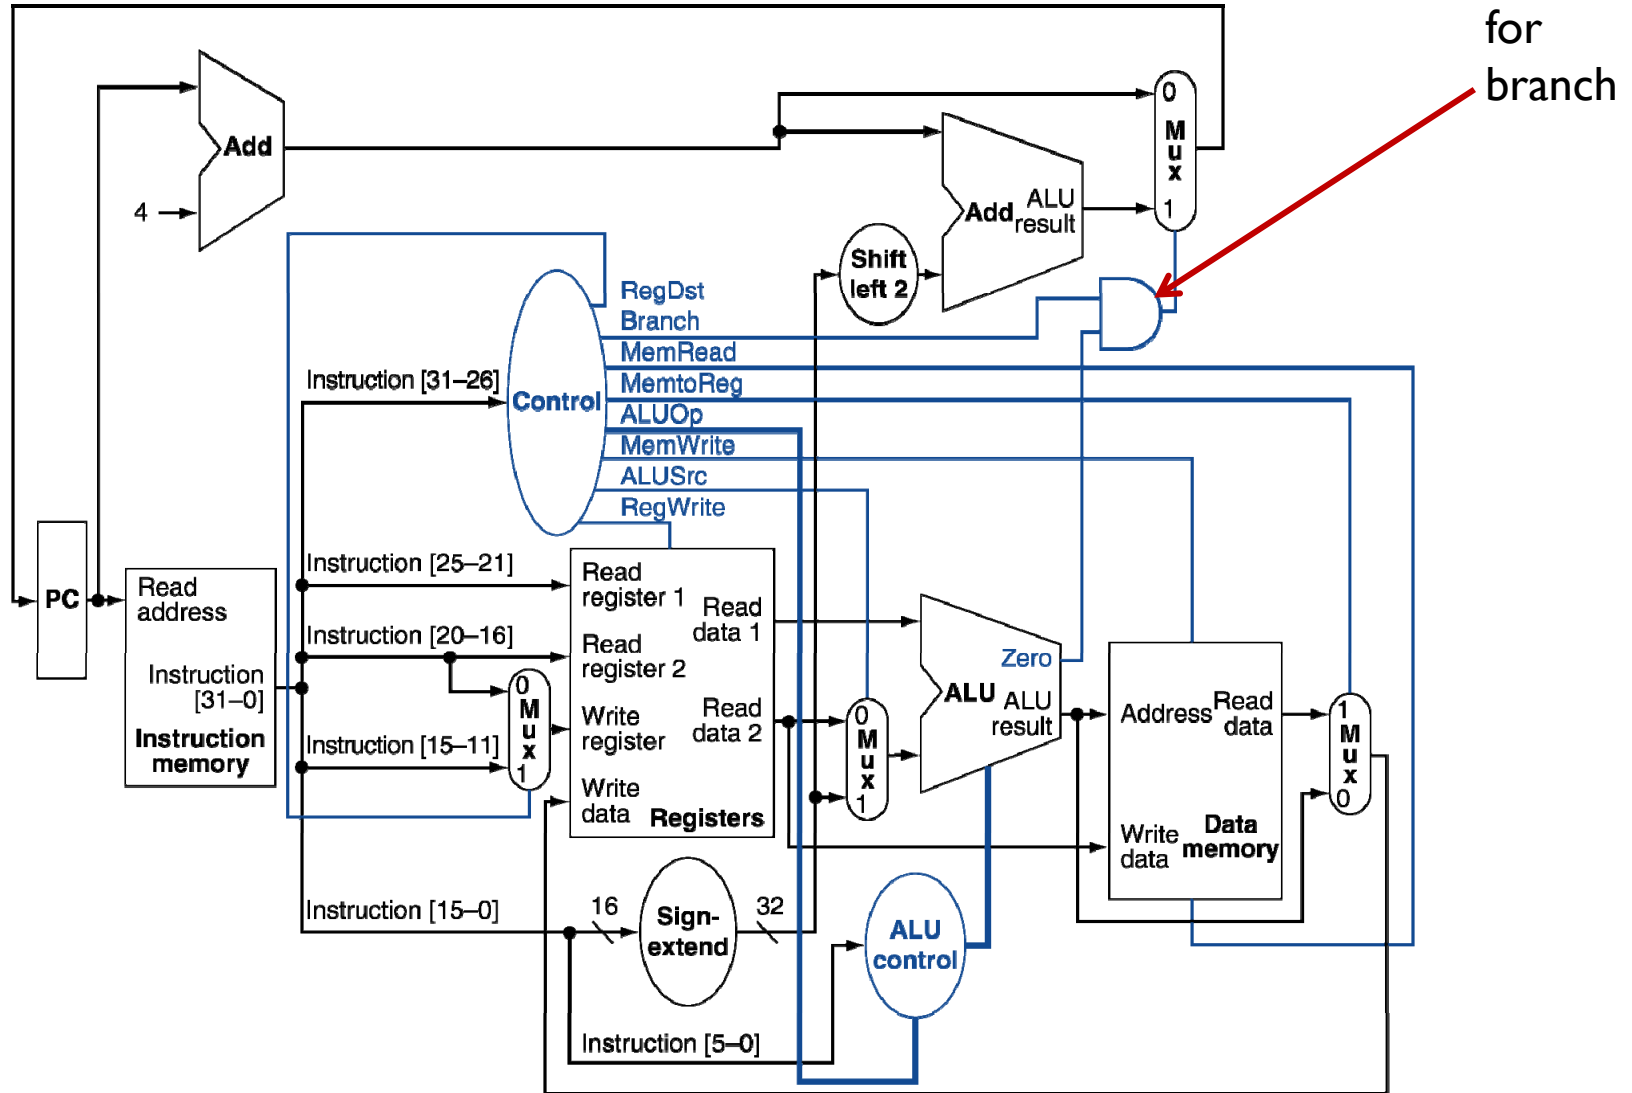 for
branch
0
M
u
x
1
Add
4
Add
ALU
result
Shift
left 2
RegDst
Branch
MemRead
MemtoReg
ALUOp
MemWrite
ALUSrc
RegWrite
Instruction [31–26]
Control
Instruction [25–21]
Instruction [20–16]
Instruction [15–11]
Instruction [15–0]
Instruction [5–0]
PC
Read
address
Instruction
[31–0]
Instruction
memory
0
M
u
x
1
Read
register 1
Read
register 2
Write
register
Write
data
Read
data 1
Read
data 2
Registers
0
M
u
x
1
Zero
ALU
ALU
result
Address
Read
data
Write
data
Data
memory
1
M
u
x
0
16
Sign-
extend
32
ALU
control